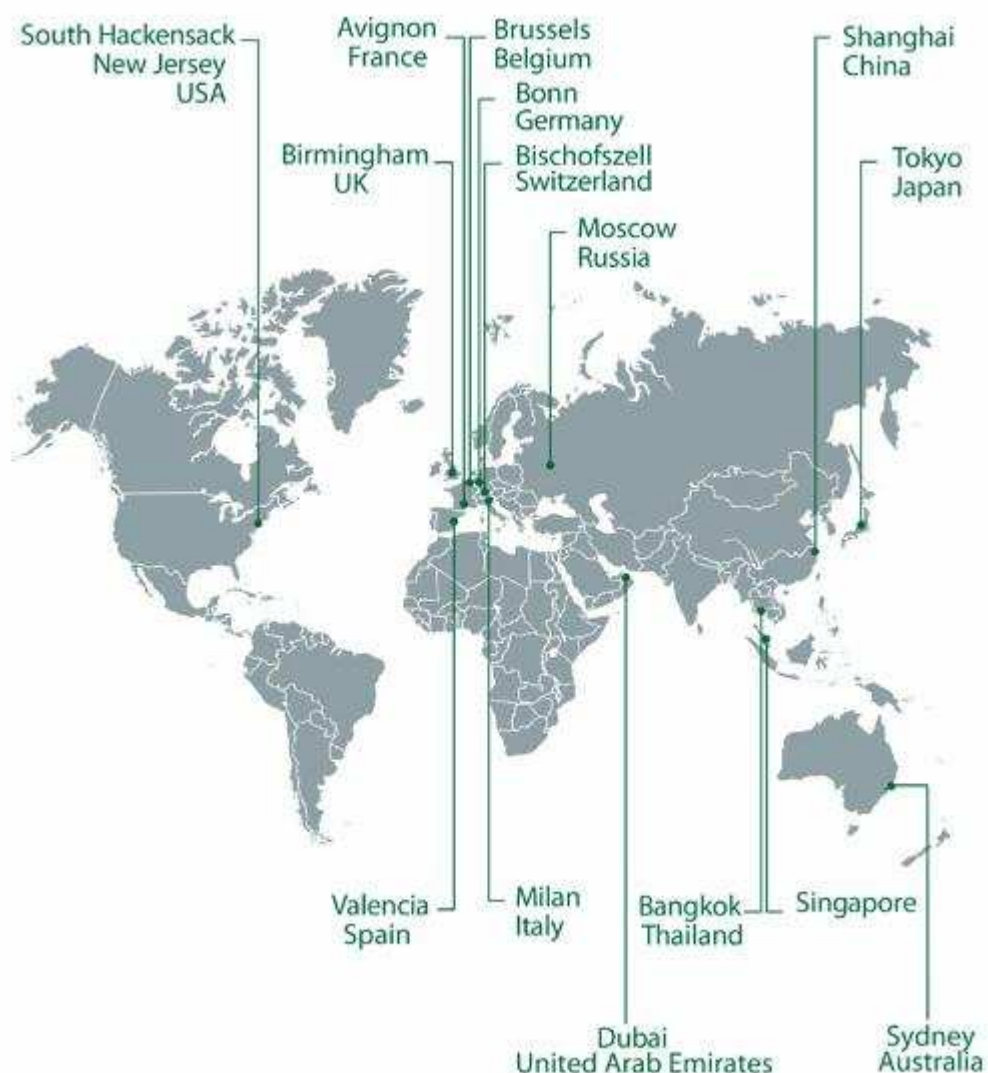 South Hackensack
New Jersey
USA
Avignon
France
Brussels
Belgium
Shanghai
China
Bonn
Germany
Birmingham
UK
Bischofszell
Switzerland
Tokyo
Japan
Moscow
Russia
Valencia
Spain
Milan
Italy
Bangkok
Thailand
Singapore
Dubai
United Arab Emirates
Sydney
Australia